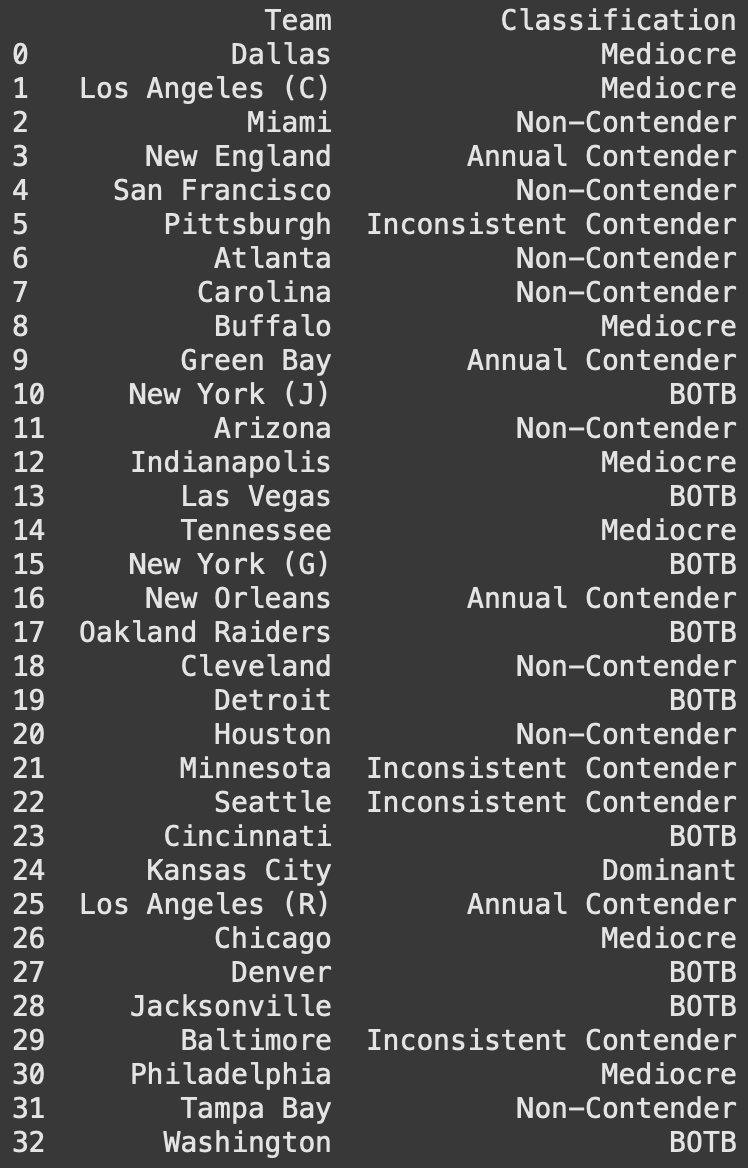 Team Classification
0 Dallas Mediocre
1 Los Angeles (C) Mediocre
2 Miami Non-Contender
3 New England Annual Contender
4 San Francisco Non-Contender
5 Pittsburgh Inconsistent Contender
6 Atlanta Non-Contender
7 Carolina Non-Contender
8 Buffalo Mediocre
9 Green Bay Annual Contender
10 New York (J) BOTB
11 Arizona Non-Contender
12 Indianapolis Mediocre
13 Las Vegas BOTB
14 Tennessee Mediocre
15 New York (G) BOTB
16 New Orleans Annual Contender
17 Oakland Raiders BOTB
18 Cleveland Non-Contender
19 Detroit BOTB
20 Houston Non-Contender
21 Minnesota Inconsistent Contender
22 Seattle Inconsistent Contender
23 Cincinnati BOTB
24 Kansas City Dominant
25 Los Angeles (R) Annual Contender
26 Chicago Mediocre
27 Denver BOTB
28 Jacksonville BOTB
29 Baltimore Inconsistent Contender
30 Philadelphia Mediocre
31 Tampa Bay Non-Contender
32 Washington BOTB